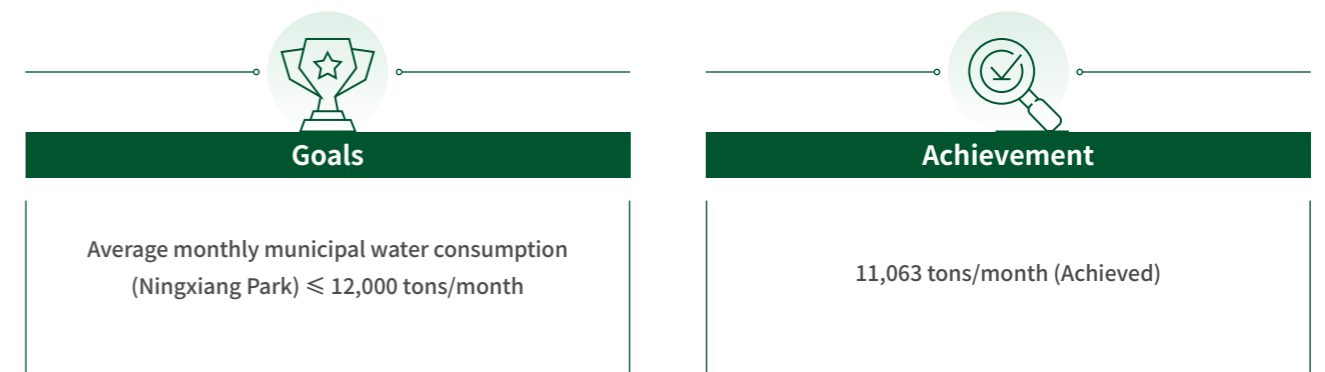 Goals
Average monthly municipal water consumption
(Ningxiang Park) ⩽ 12,000 tons/month
Achievement
11,063 tons/month (Achieved)